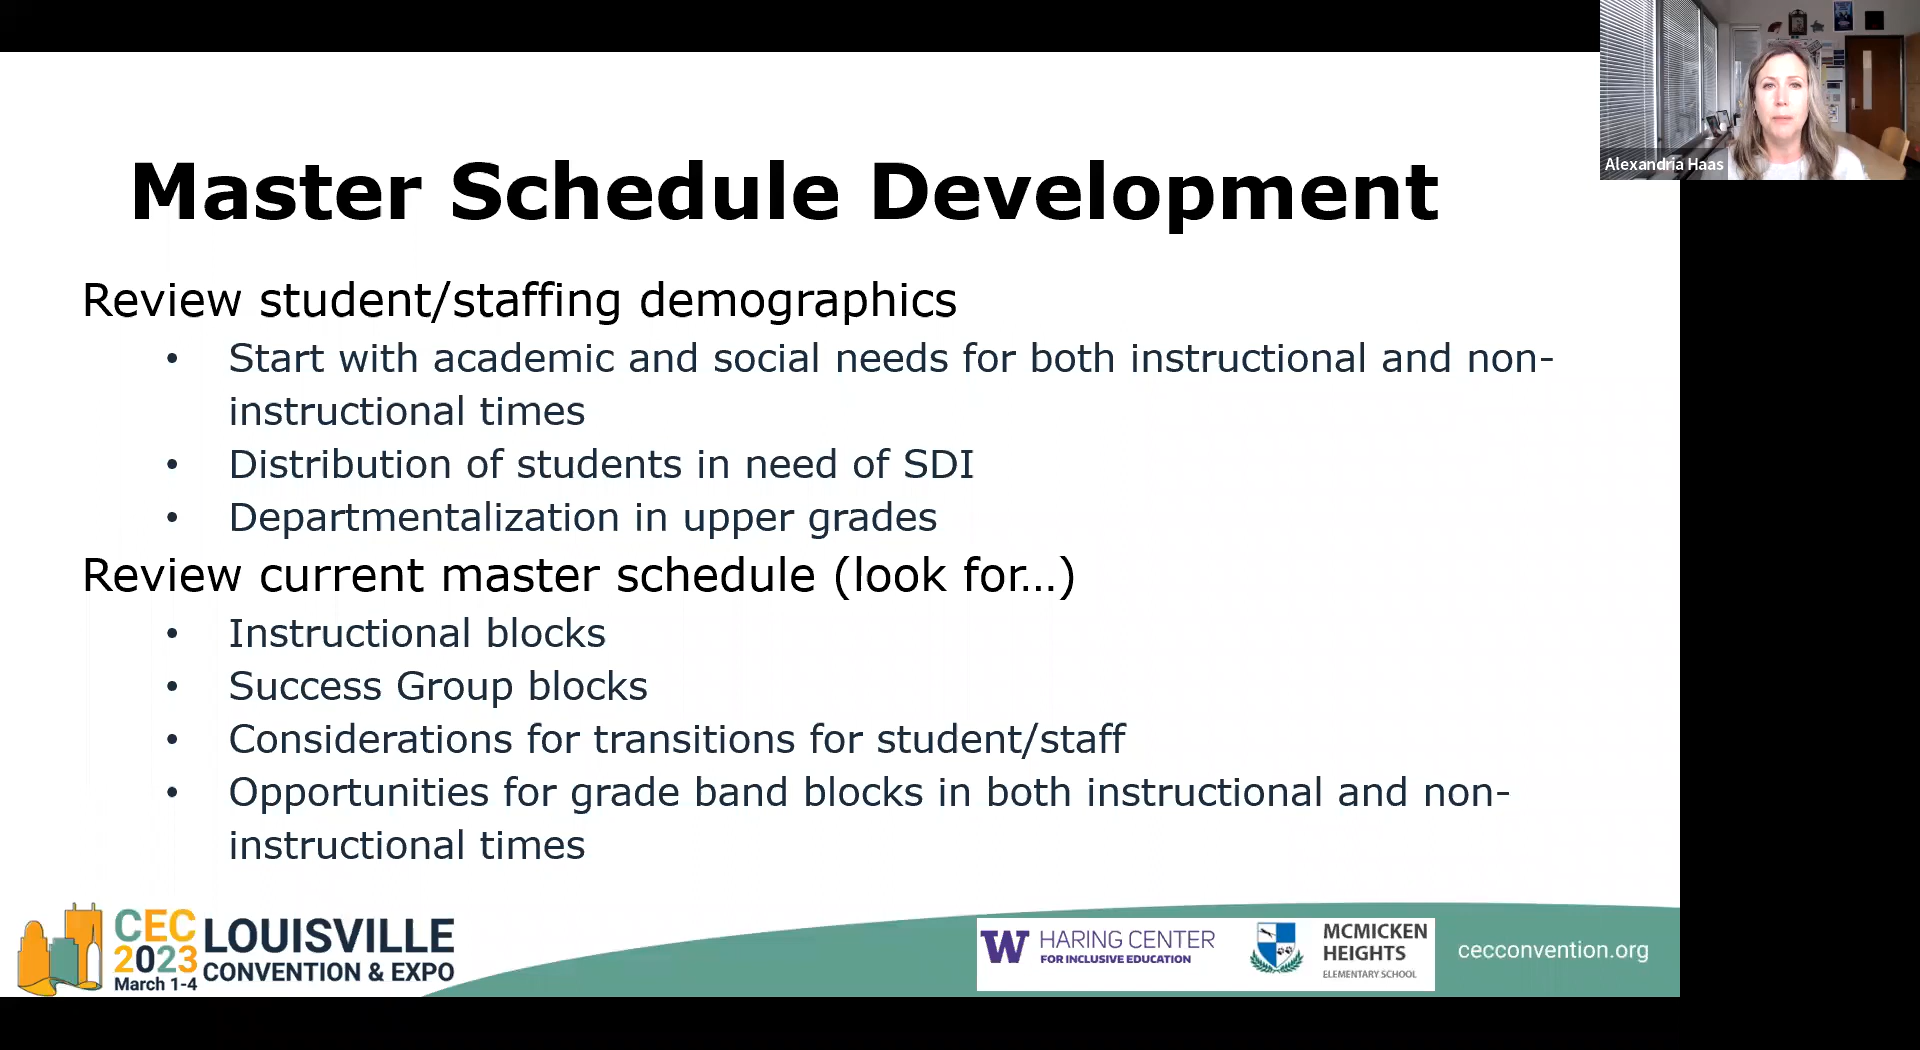 Alexandria Haas
Master Schedule Development
Review student/staffing demographics
• Start with academic and social needs for both instructional and non-
instructional times
• Distribution of students in need of SDI
• Departmentalization in upper grades
Review current master schedule (look for…)
• Instructional blocks
• Success Group blocks
• Considerations for transitions for student/staff
• Opportunities for grade band blocks in both instructional and non-
instructional times
CEC
2023
March 1-4
LOUISVILLE
CONVENTION & EXPO
W
HARING CENTER
FOR INCLUSIVE EDUCATION
MCMICKEN
HEIGHTS
ELEMENTARY SCHOOL
cecconvention.org